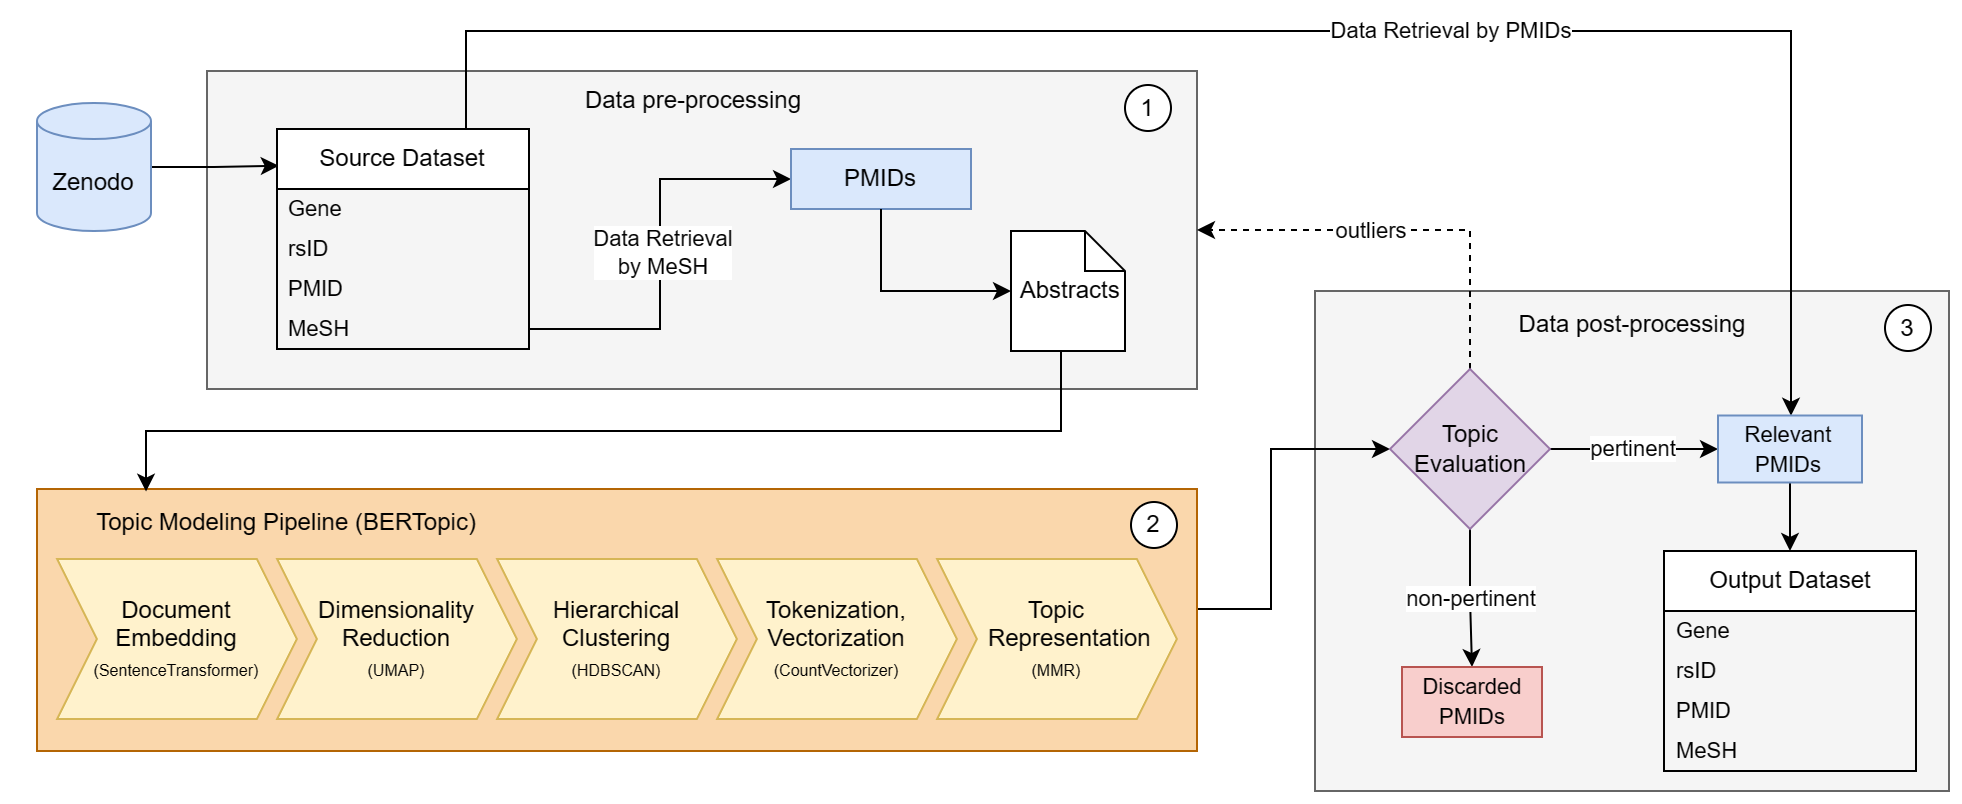 Data Retrieval by PMIDs
Data pre-processing
1
Zenodo
Source Dataset
Gene
rsID
PMID
MeSH
Data Retrieval
by MeSH
PMIDs
Abstracts
outliers
Topic Modeling Pipeline (BERTopic)
2
Document
Embedding
(SentenceTransformer)
Dimensionality
Reduction
(UMAP)
Hierarchical
Clustering
(HDBSCAN)
Tokenization,
Vectorization
(CountVectorizer)
Topic
Representation
(MMR)
Data post-processing
3
Topic
Evaluation
pertinent
Relevant
PMIDs
non-pertinent
Discarded
PMIDs
Output Dataset
Gene
rsID
PMID
MeSH